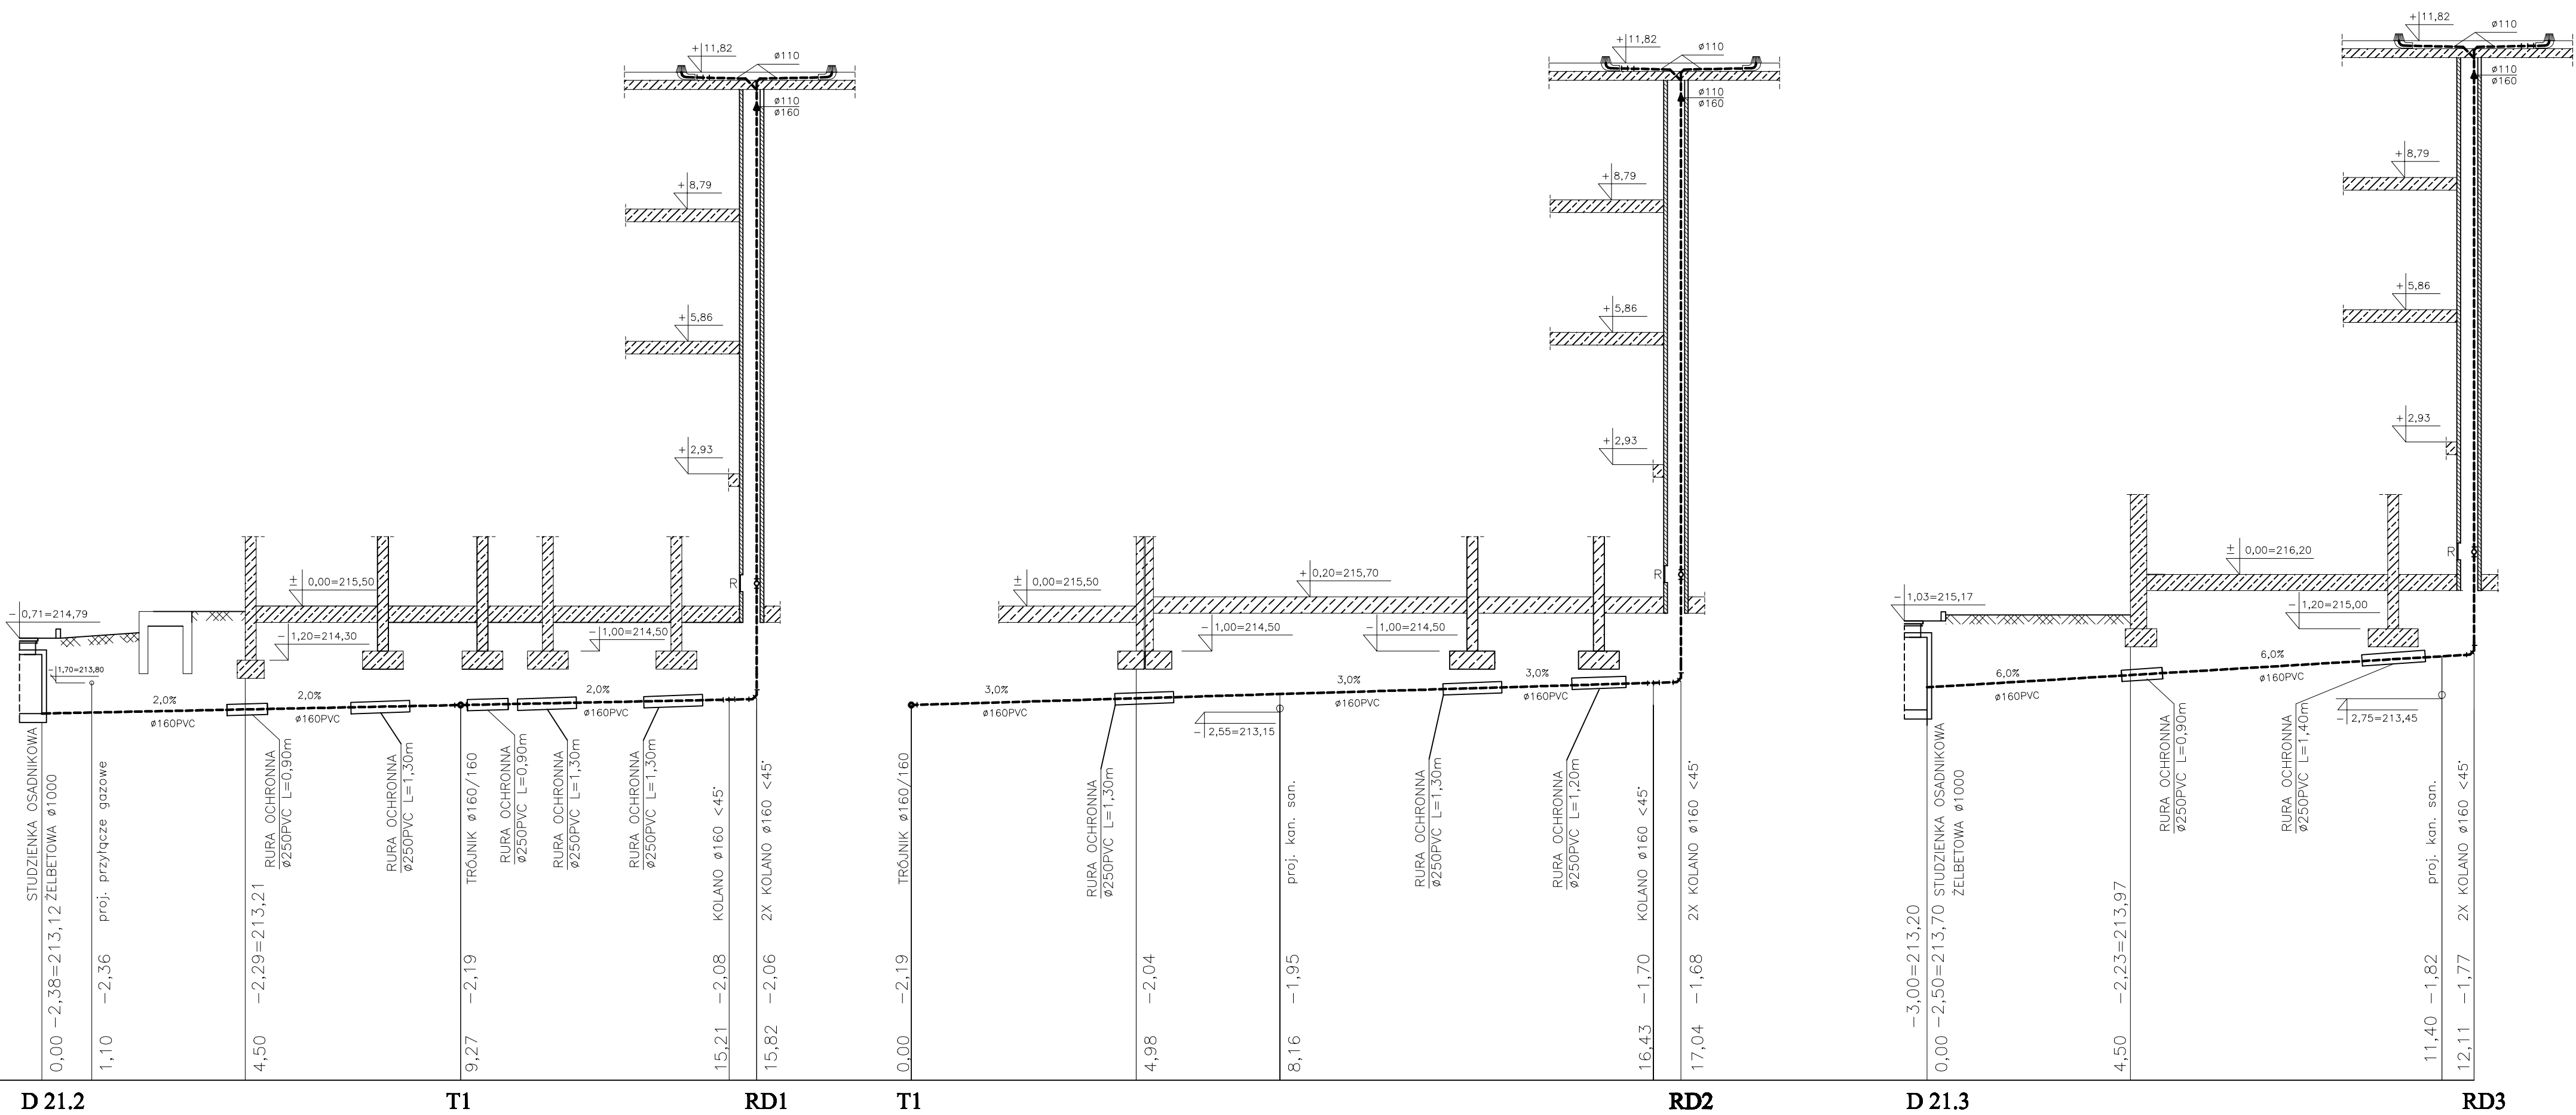 +11,82
ø110
ø110
ø160
+8,79
+5,86
+2,93
R
± 0,00=215,50
−0,71=214,79
−1,20=214,30
−1,00=214,50
−1,70=213,80
2,0%
ø160PVC
2,0%
ø160PVC
2,0%
ø160PVC
STUDZIENKA OSADNIKOWA
ŻELBETOWA ø1000
proj. przyłącze gazowe
RURA OCHRONNA
ø250PVC L=0,90m
RURA OCHRONNA
ø250PVC L=1,30m
TRÓJNIK ø160/160
RURA OCHRONNA
ø250PVC L=0,90m
RURA OCHRONNA
ø250PVC L=1,30m
RURA OCHRONNA
ø250PVC L=1,30m
KOLANO ø160 <45°
2X KOLANO ø160 <45°
0,00 −2,38=213,12
1,10 −2,36
4,50 −2,29=213,21
9,27 −2,19
15,21 −2,08
15,82 −2,06
D 21.2
T1
RD1
+11,82
ø110
ø110
ø160
+8,79
+5,86
+2,93
R
± 0,00=215,50
+0,20=215,70
−1,00=214,50
−1,00=214,50
3,0%
ø160PVC
3,0%
ø160PVC
3,0%
ø160PVC
−2,55=213,15
TRÓJNIK ø160/160
RURA OCHRONNA
ø250PVC L=1,30m
proj. kan. san.
RURA OCHRONNA
ø250PVC L=1,30m
RURA OCHRONNA
ø250PVC L=1,20m
KOLANO ø160 <45°
2X KOLANO ø160 <45°
0,00 −2,19
4,98 −2,04
8,16 −1,95
16,43 −1,70
17,04 −1,68
T1
RD2
+11,82
ø110
ø110
ø160
+8,79
+5,86
+2,93
R
± 0,00=216,20
−1,03=215,17
−1,20=215,00
6,0%
ø160PVC
6,0%
ø160PVC
−2,75=213,45
STUDZIENKA OSADNIKOWA
ŻELBETOWA ø1000
RURA OCHRONNA
ø250PVC L=0,90m
RURA OCHRONNA
ø250PVC L=1,40m
proj. kan. san.
2X KOLANO ø160 <45°
−3,00=213,20
0,00 −2,50=213,70
4,50 −2,23=213,97
11,40 −1,82
12,11 −1,77
D 21.3
RD3